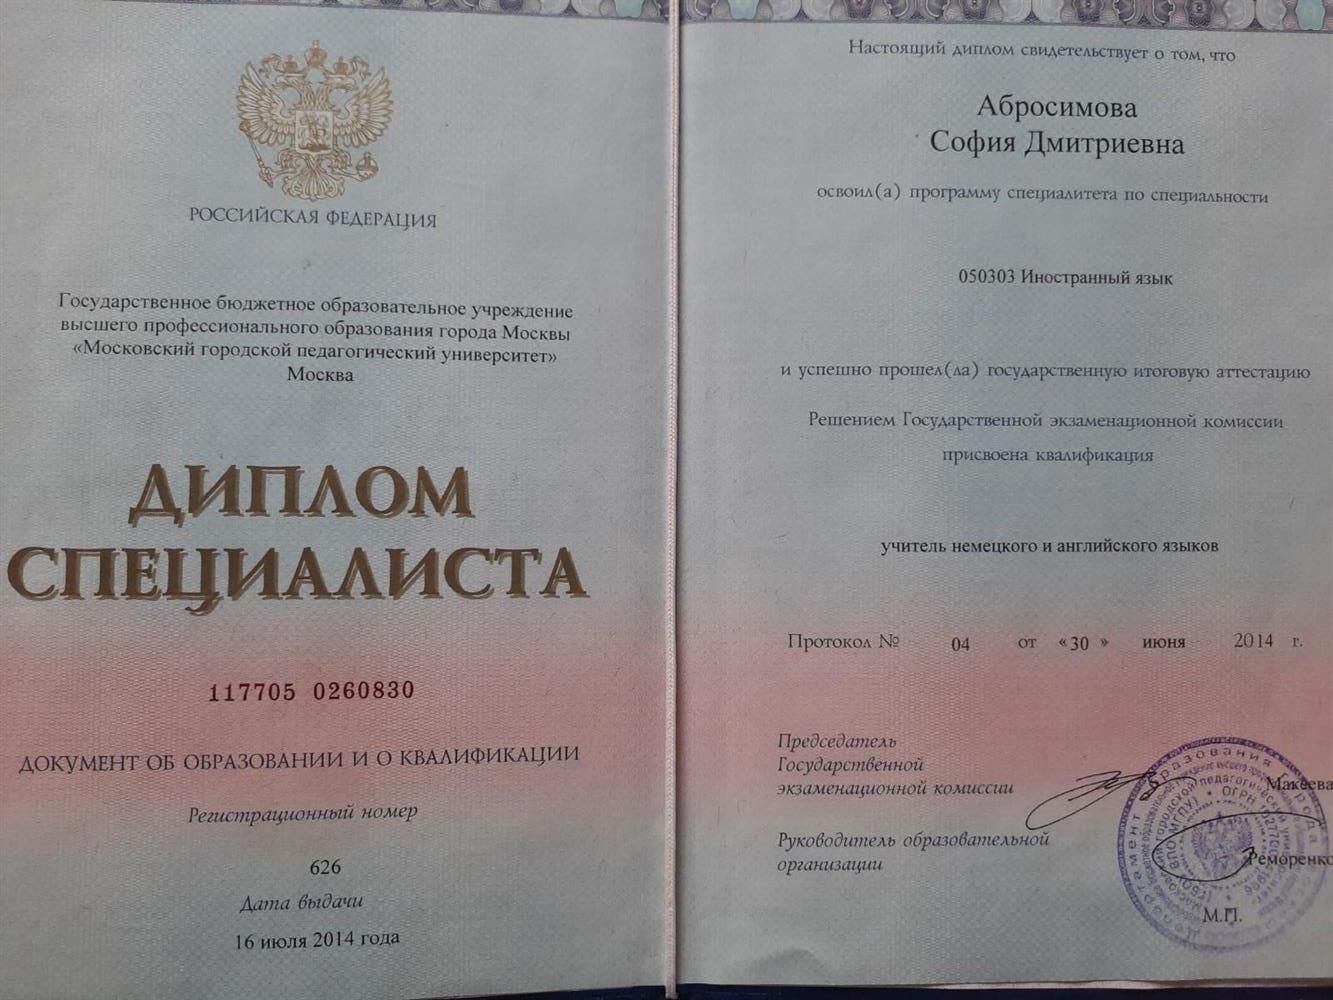 РОССИЙСКАЯ ФЕДЕРАЦИЯ
Государственное бюджетное образовательное учреждение
высшего профессионального образования города Москвы
«Московский городской педагогический университет»
Москва
ДИПЛОМ
СПЕЦИАЛИСТА
117705 0260830
ДОКУМЕНТ ОБ ОБРАЗОВАНИИ И О КВАЛИФИКАЦИИ
Регистрационный номер
626
Дата выдачи
16 июля 2014 года
Настоящий диплом свидетельствует о том, что
Абросимова
София Дмитриевна
освоил(а) программу специалитета по специальности
050303 Иностранный язык
и успешно прошел(ла) государственную итоговую аттестацию
Решением Государственной экзаменационной комиссии
присвоена квалификация
учитель немецкого и английского языков
Протокол № 04 от «30» июня 2014 г.
Председатель
Государственной
экзаменационной комиссии
Макеева
Руководитель образовательной
организации
Реморенко
М.П.